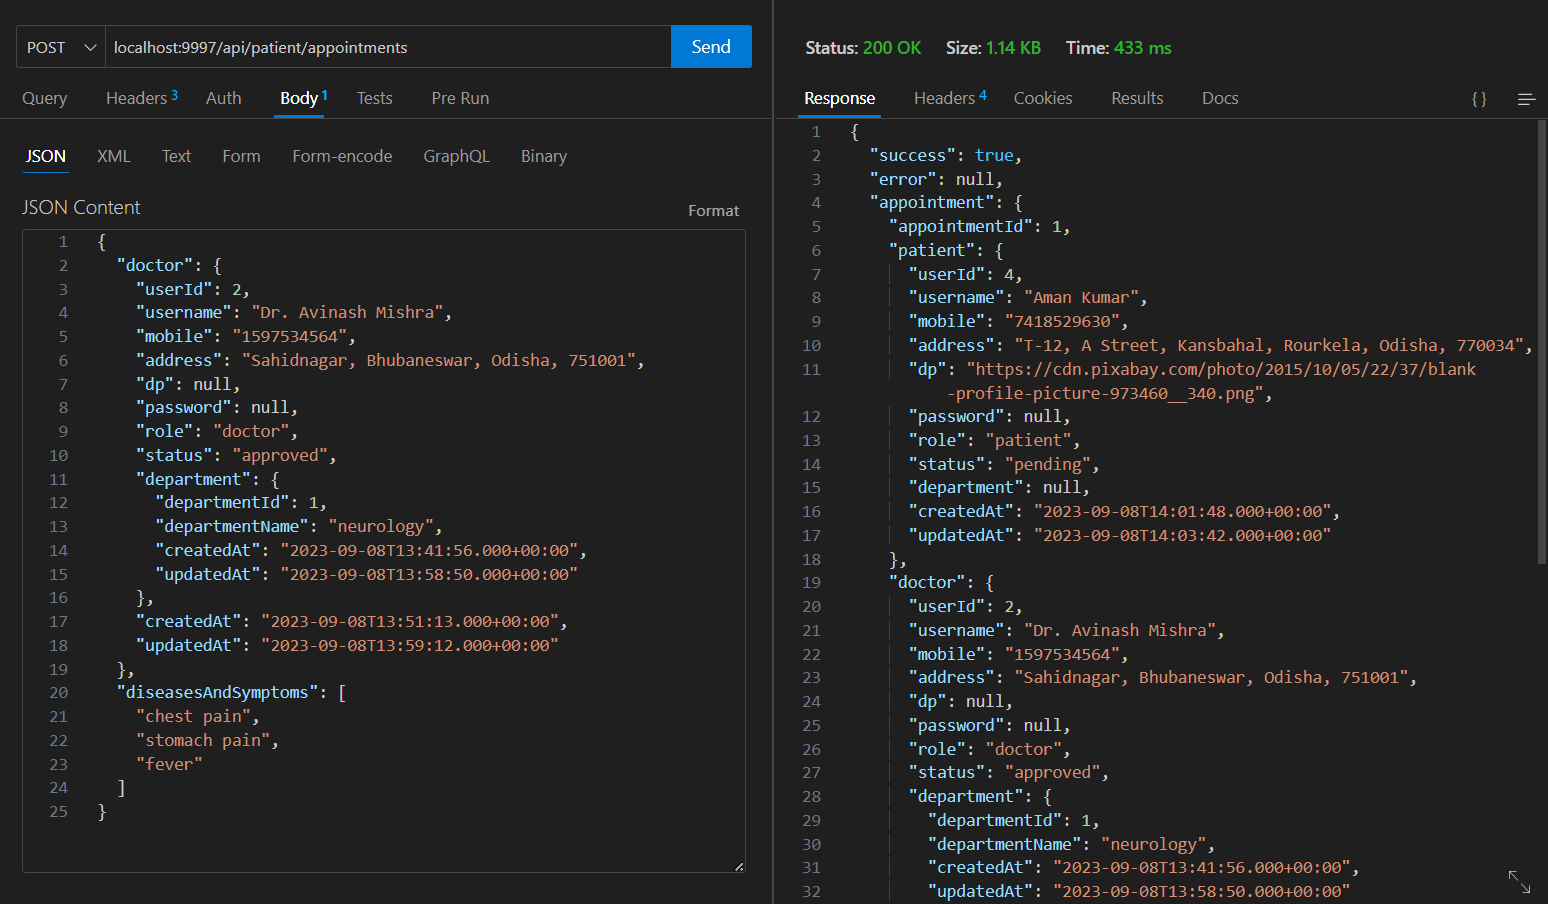 POST localhost:9997/api/patient/appointments Send
Query Headers 3 Auth Body 1 Tests Pre Run
JSON XML Text Form Form-encode GraphQL Binary
JSON Content Format
1 {
2 "doctor": {
3 "userId": 2,
4 "username": "Dr. Avinash Mishra",
5 "mobile": "1597534564",
6 "address": "Sahidnagar, Bhubaneswar, Odisha, 751001",
7 "dp": null,
8 "password": null,
9 "role": "doctor",
10 "status": "approved",
11 "department": {
12 "departmentId": 1,
13 "departmentName": "neurology",
14 "createdAt": "2023-09-08T13:41:56.000+00:00",
15 "updatedAt": "2023-09-08T13:58:50.000+00:00"
16 },
17 "createdAt": "2023-09-08T13:51:13.000+00:00",
18 "updatedAt": "2023-09-08T13:59:12.000+00:00"
19 },
20 "diseasesAndSymptoms": [
21 "chest pain",
22 "stomach pain",
23 "fever"
24 ]
25 }
Status: 200 OK Size: 1.14 KB Time: 433 ms
Response Headers 4 Cookies Results Docs { }
1 {
2 "success": true,
3 "error": null,
4 "appointment": {
5 "appointmentId": 1,
6 "patient": {
7 "userId": 4,
8 "username": "Aman Kumar",
9 "mobile": "7418529630",
10 "address": "T-12, A Street, Kansbahal, Rourkela, Odisha, 770034",
11 "dp": "https://cdn.pixabay.com/photo/2015/10/05/22/37/blank
-profile-picture-973460__340.png",
12 "password": null,
13 "role": "patient",
14 "status": "pending",
15 "department": null,
16 "createdAt": "2023-09-08T14:01:48.000+00:00",
17 "updatedAt": "2023-09-08T14:03:42.000+00:00"
18 },
19 "doctor": {
20 "userId": 2,
21 "username": "Dr. Avinash Mishra",
22 "mobile": "1597534564",
23 "address": "Sahidnagar, Bhubaneswar, Odisha, 751001",
24 "dp": null,
25 "password": null,
26 "role": "doctor",
27 "status": "approved",
28 "department": {
29 "departmentId": 1,
30 "departmentName": "neurology",
31 "createdAt": "2023-09-08T13:41:56.000+00:00",
32 "updatedAt": "2023-09-08T13:58:50.000+00:00"